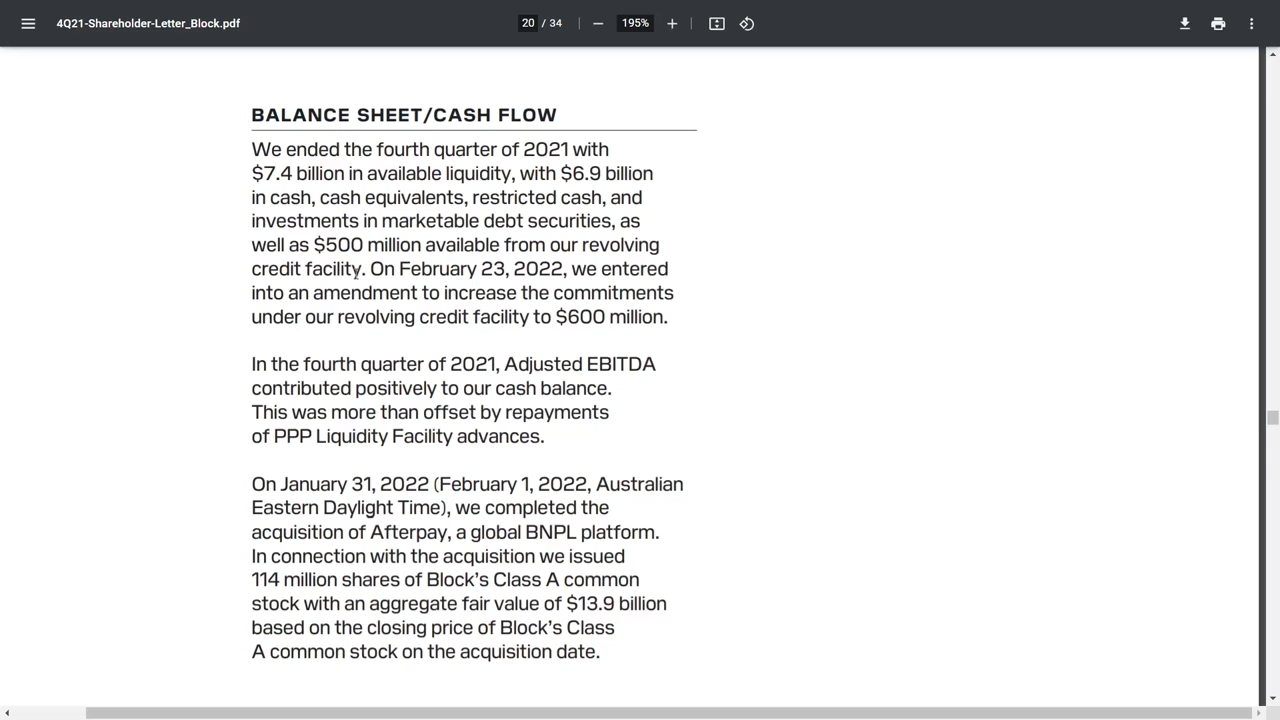 4Q21-Shareholder-Letter_Block.pdf
20 / 34
195%
BALANCE SHEET/CASH FLOW
We ended the fourth quarter of 2021 with
$7.4 billion in available liquidity, with $6.9 billion
in cash, cash equivalents, restricted cash, and
investments in marketable debt securities, as
well as $500 million available from our revolving
credit facility. On February 23, 2022, we entered
into an amendment to increase the commitments
under our revolving credit facility to $600 million.
In the fourth quarter of 2021, Adjusted EBITDA
contributed positively to our cash balance.
This was more than offset by repayments
of PPP Liquidity Facility advances.
On January 31, 2022 (February 1, 2022, Australian
Eastern Daylight Time), we completed the
acquisition of Afterpay, a global BNPL platform.
In connection with the acquisition we issued
114 million shares of Block’s Class A common
stock with an aggregate fair value of $13.9 billion
based on the closing price of Block’s Class
A common stock on the acquisition date.